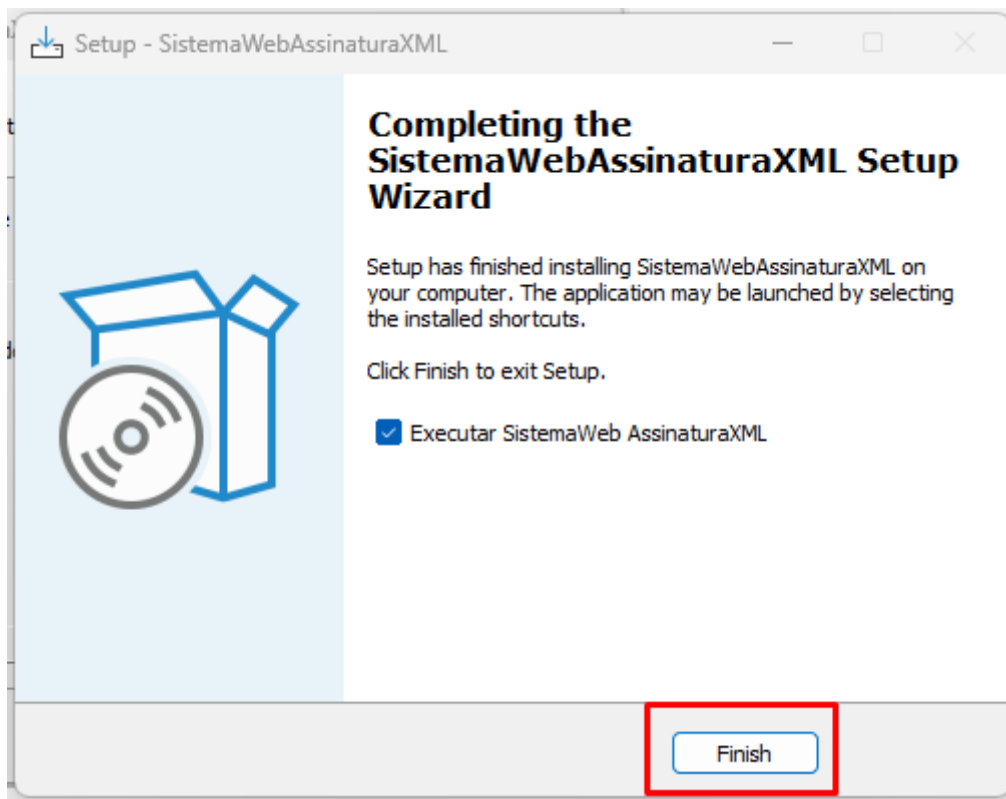 Setup - SistemaWebAssinaturaXML
Completing the
SistemaWebAssinaturaXML Setup
Wizard
Setup has finished installing SistemaWebAssinaturaXML on
your computer. The application may be launched by selecting
the installed shortcuts.
Click Finish to exit Setup.
Executar SistemaWeb AssinaturaXML
Finish